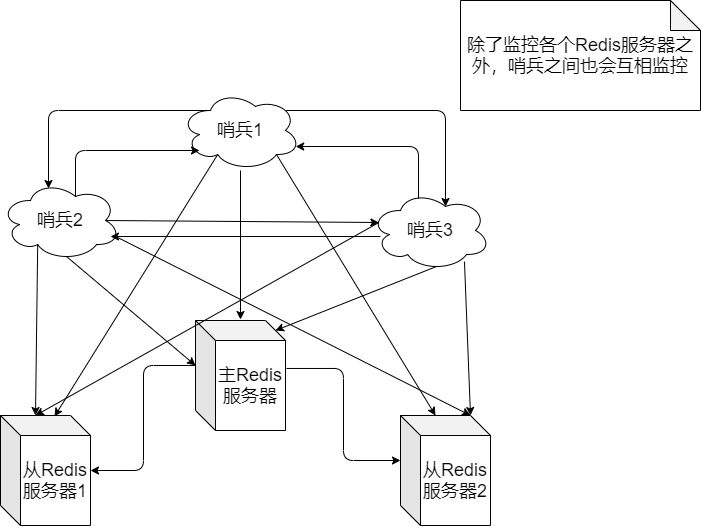 除了监控各个Redis服务器之
外，哨兵之间也会互相监控
哨兵1
哨兵2
哨兵3
主Redis
服务器
从Redis
服务器1
从Redis
服务器2